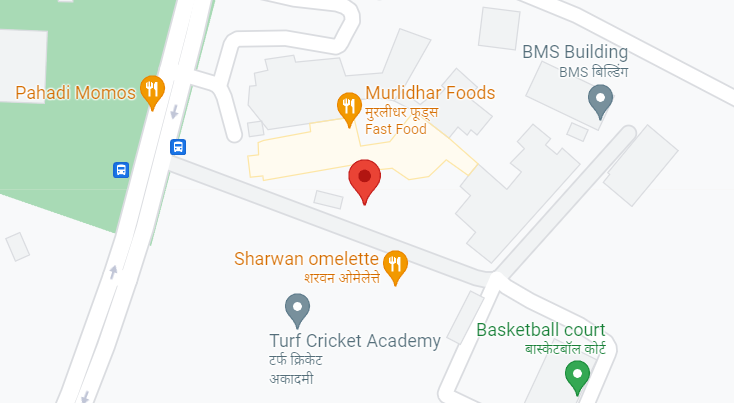 BMS Building
BMS बिल्डिंग
Pahadi Momos
Murlidhar Foods
मुरलीधर फूड्स
Fast Food
Sharwan omelette
शरवन ओमेलेत्ते
Turf Cricket Academy
टर्फ क्रिकेट
अकादमी
Basketball court
बास्केटबॉल कोर्ट